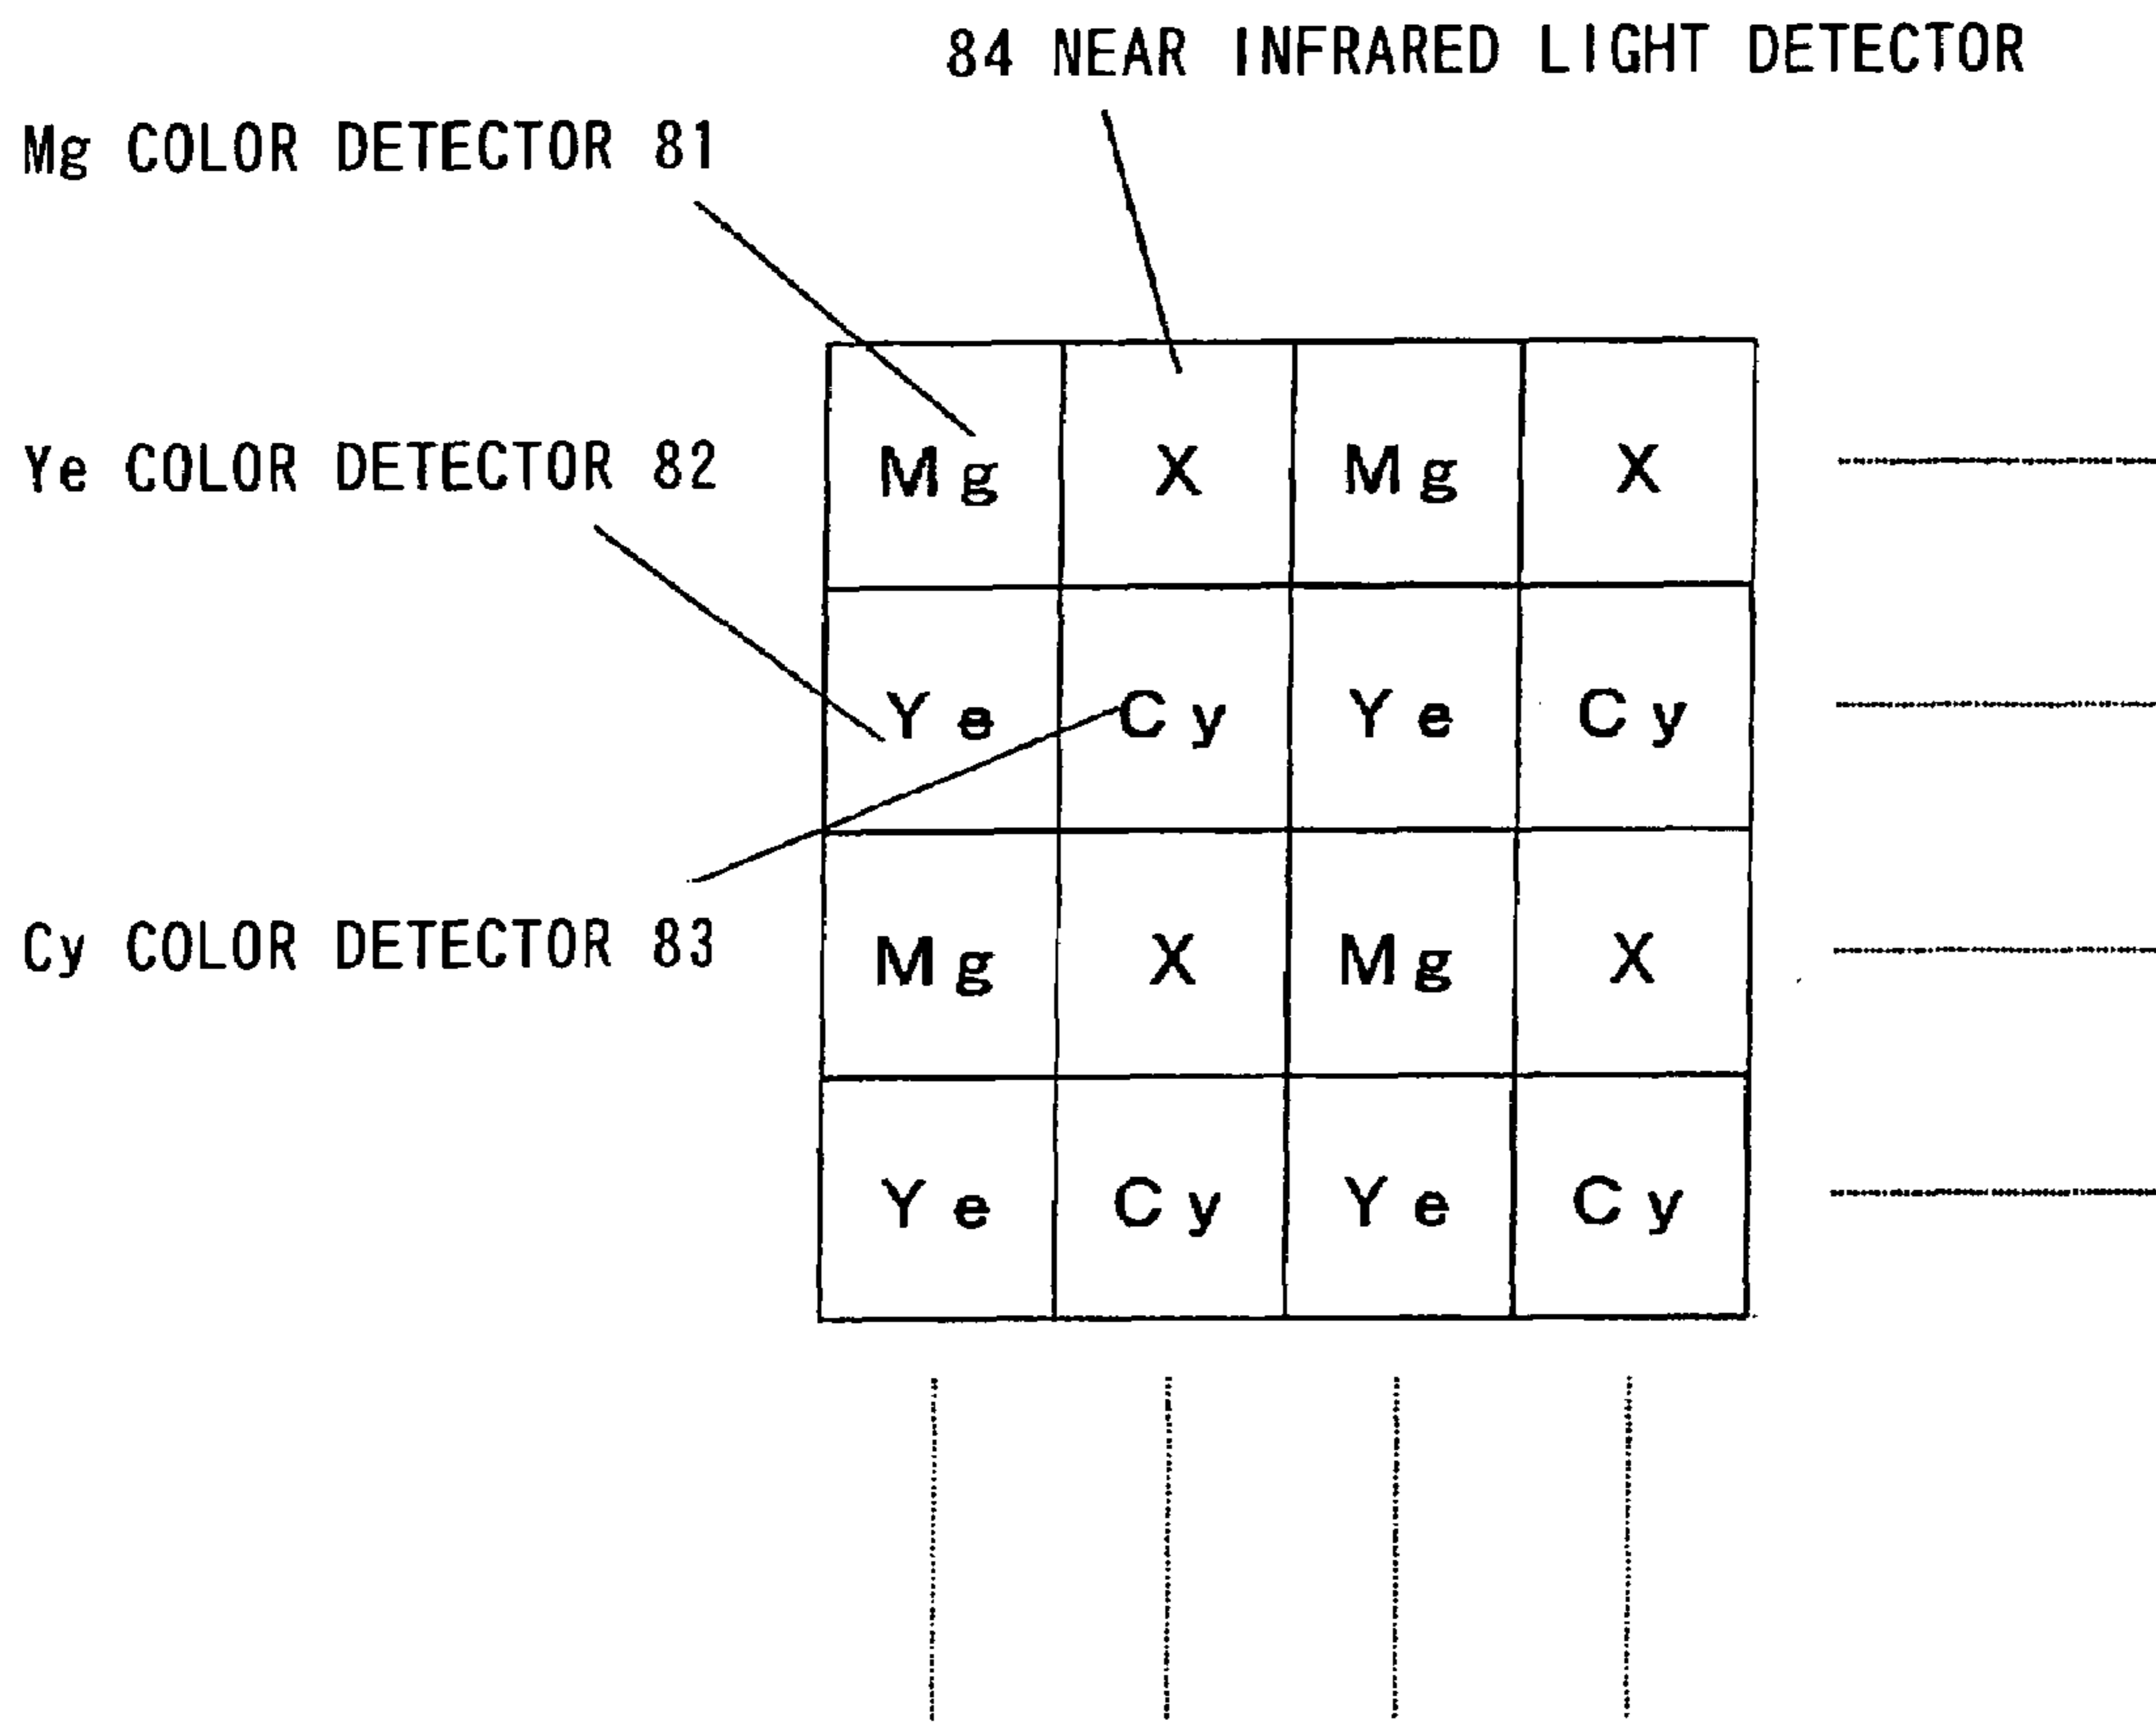 84 NEAR INFRARED LIGHT DETECTOR
Mg COLOR DETECTOR 81
Ye COLOR DETECTOR 82
Mg X Mg X
Ye Cy Ye Cy
Cy COLOR DETECTOR 83
Mg X Mg X
Ye Cy Ye Cy